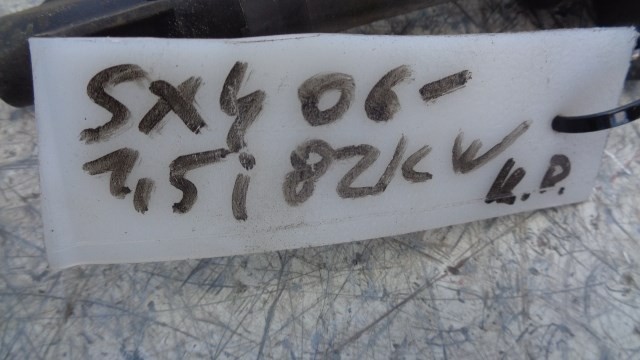 SX4 06-
1,5i 82KW K.P.